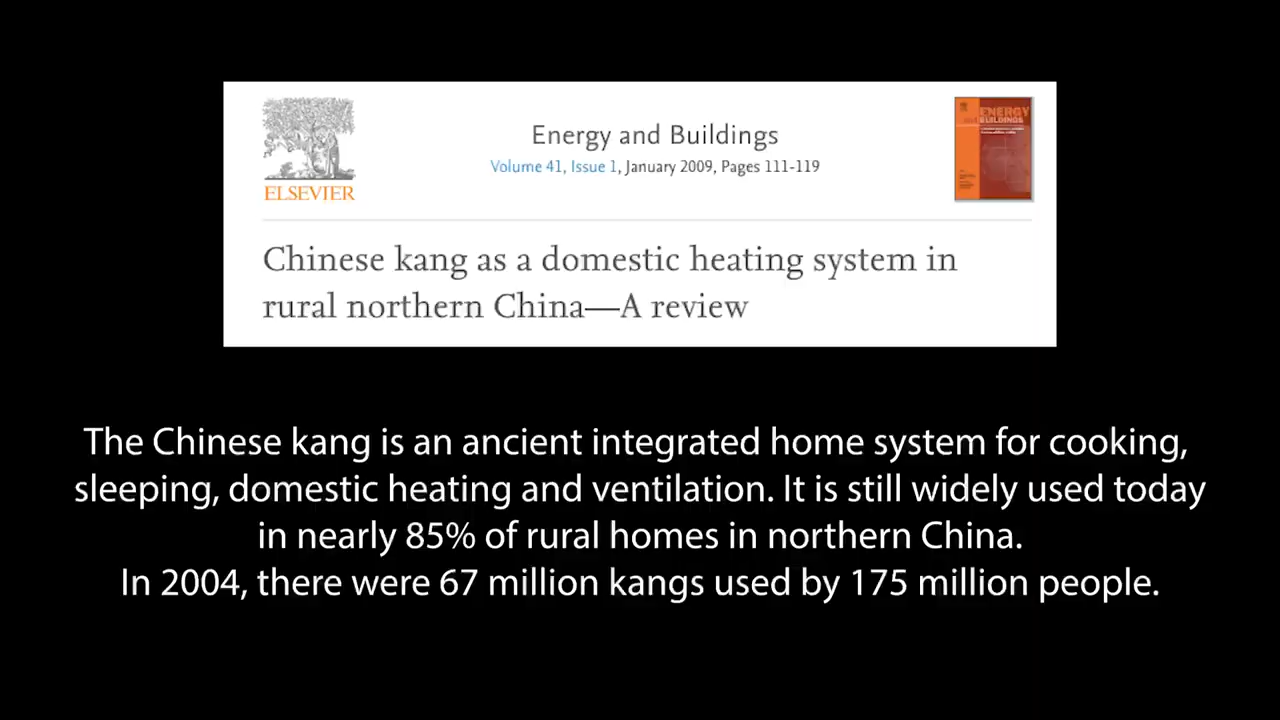 ELSEVIER
Energy and Buildings
Volume 41, Issue 1, January 2009, Pages 111-119
ENERGY
BUILDINGS
Chinese kang as a domestic heating system in
rural northern China—A review
The Chinese kang is an ancient integrated home system for cooking,
sleeping, domestic heating and ventilation. It is still widely used today
in nearly 85% of rural homes in northern China.
In 2004, there were 67 million kangs used by 175 million people.